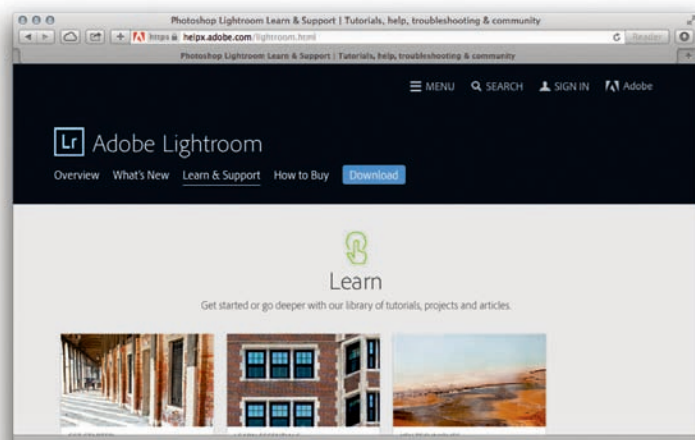 Photoshop Lightroom Learn & Support | Tutorials, help, troubleshooting & community
https helpx.adobe.com/lightroom.html Reader
Photoshop Lightroom Learn & Support | Tutorials, help, troubleshooting & community
MENU SEARCH SIGN IN Adobe
Lr Adobe Lightroom
Overview What's New Learn & Support How to Buy Download
Learn
Get started or go deeper with our library of tutorials, projects and articles.